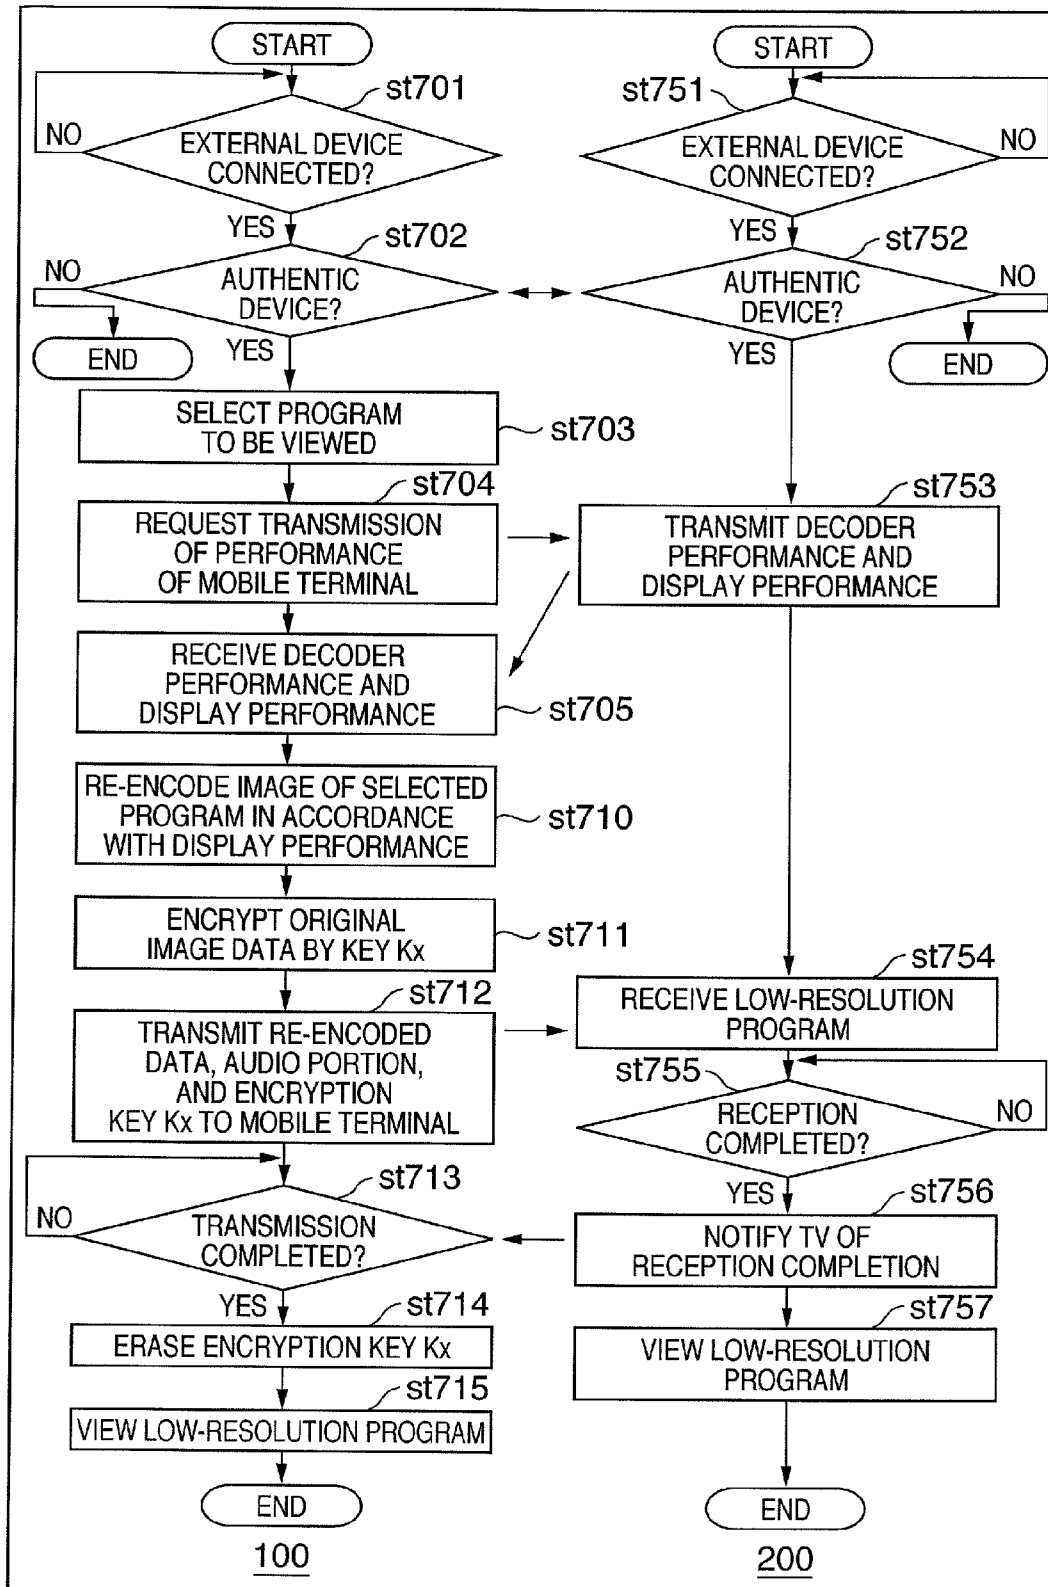 START
st701
NO
EXTERNAL DEVICE
CONNECTED?
YES
st702
NO
AUTHENTIC
DEVICE?
END
YES
SELECT PROGRAM
TO BE VIEWED
st703
st704
REQUEST TRANSMISSION
OF PERFORMANCE
OF MOBILE TERMINAL
RECEIVE DECODER
PERFORMANCE AND
DISPLAY PERFORMANCE
st705
RE-ENCODE IMAGE OF SELECTED
PROGRAM IN ACCORDANCE
WITH DISPLAY PERFORMANCE
st710
ENCRYPT ORIGINAL
IMAGE DATA BY KEY Kx
st711
st712
TRANSMIT RE-ENCODED
DATA, AUDIO PORTION,
AND ENCRYPTION
KEY Kx TO MOBILE TERMINAL
st713
NO
TRANSMISSION
COMPLETED?
YES
st714
ERASE ENCRYPTION KEY Kx
st715
VIEW LOW-RESOLUTION PROGRAM
END
100
START
st751
EXTERNAL DEVICE
CONNECTED?
NO
YES
st752
AUTHENTIC
DEVICE?
NO
END
YES
st753
TRANSMIT DECODER
PERFORMANCE AND
DISPLAY PERFORMANCE
st754
RECEIVE LOW-RESOLUTION
PROGRAM
st755
RECEPTION
COMPLETED?
NO
YES
st756
NOTIFY TV OF
RECEPTION COMPLETION
st757
VIEW LOW-RESOLUTION
PROGRAM
END
200